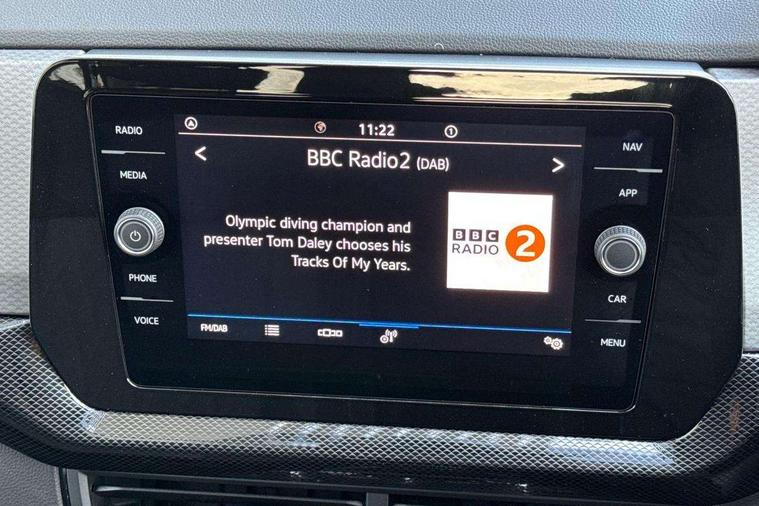 RADIO
MEDIA
PHONE
VOICE
11:22
1
< BBC Radio2 (DAB) >
Olympic diving champion and
presenter Tom Daley chooses his
Tracks Of My Years.
BBC
RADIO
2
FM/DAB
NAV
APP
CAR
MENU